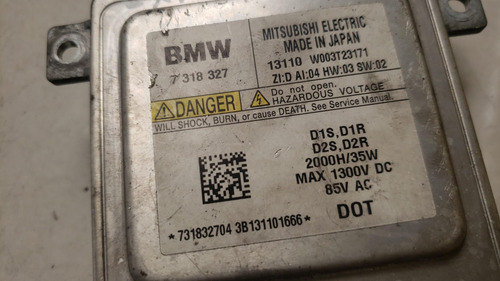 BMW
7 318 327
MITSUBISHI ELECTRIC
MADE IN JAPAN
13110 W003T23171
ZI:D AI:04 HW:03 SW:02
DANGER
Do not open.
HAZARDOUS VOLTAGE
WILL SHOCK, BURN, or cause DEATH. See Service Manual.
D1S,D1R
D2S,D2R
2000H/35W
MAX 1300V DC
85V AC
DOT
*731832704 3B131101666*